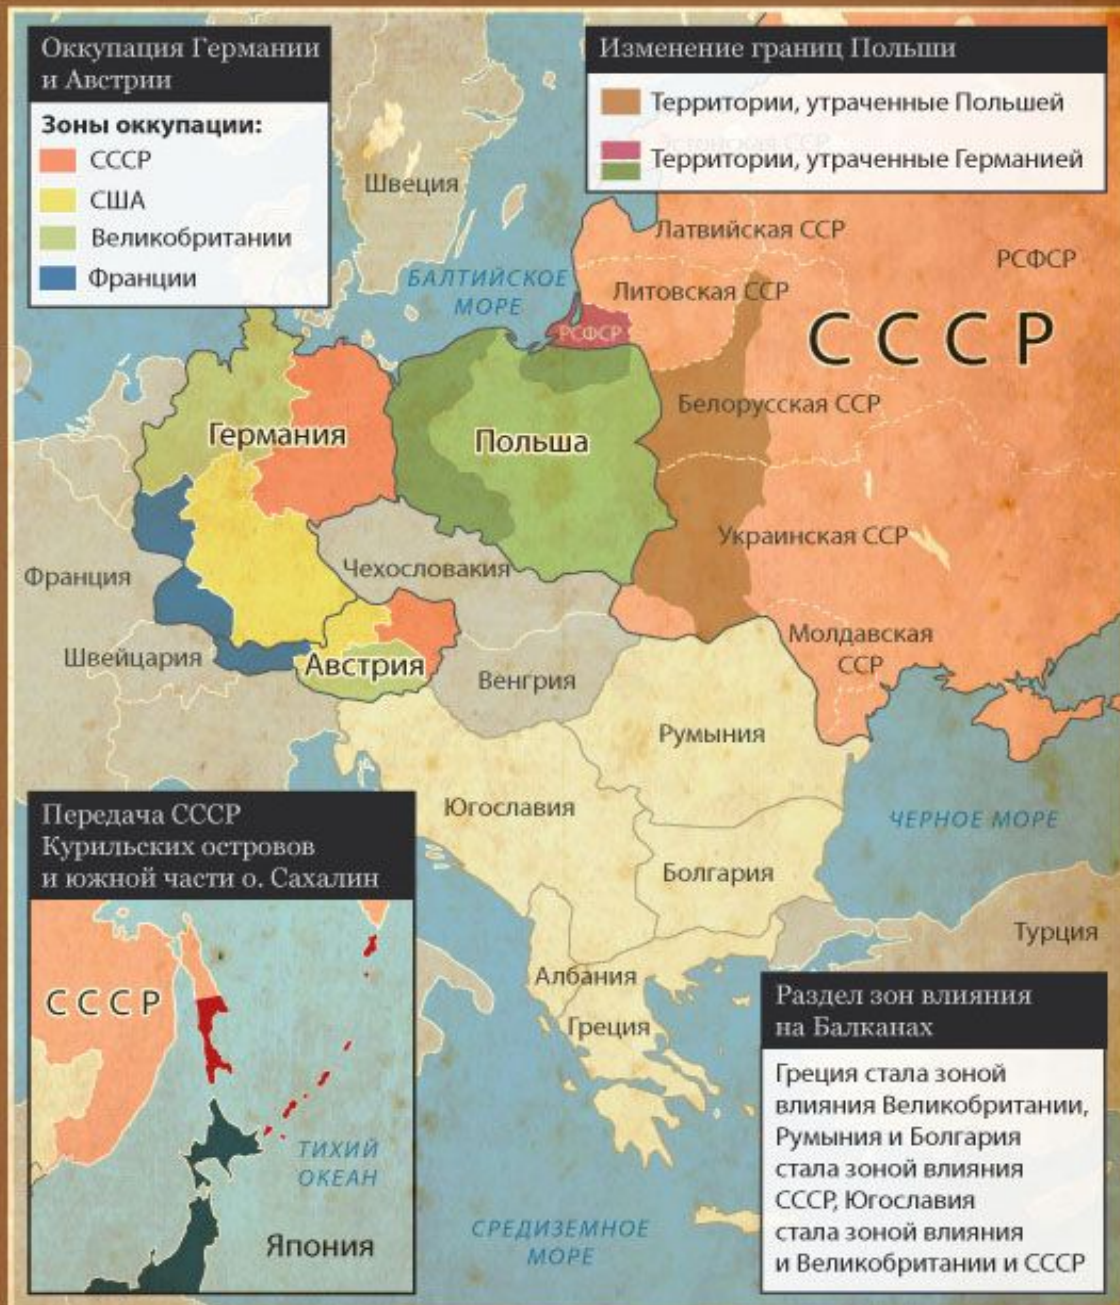 Оккупация Германии
и Австрии
Зоны оккупации:
СССР
США
Великобритании
Франции
Изменение границ Польши
Территории, утраченные Польшей
Территории, утраченные Германией
Швеция
Латвийская ССР
РСФСР
БАЛТИЙСКОЕ
МОРЕ
Литовская ССР
РСФСР
СССР
Белорусская ССР
Германия
Польша
Украинская ССР
Франция
Чехословакия
Молдавская
ССР
Швейцария
Австрия
Венгрия
Румыния
Югославия
ЧЕРНОЕ МОРЕ
Болгария
Турция
Албания
Греция
СРЕДИЗЕМНОЕ
МОРЕ
Передача СССР
Курильских островов
и южной части о. Сахалин
СССР
ТИХИЙ
ОКЕАН
Япония
Раздел зон влияния
на Балканах
Греция стала зоной
влияния Великобритании,
Румыния и Болгария
стала зоной влияния
СССР, Югославия
стала зоной влияния
и Великобритании и СССР